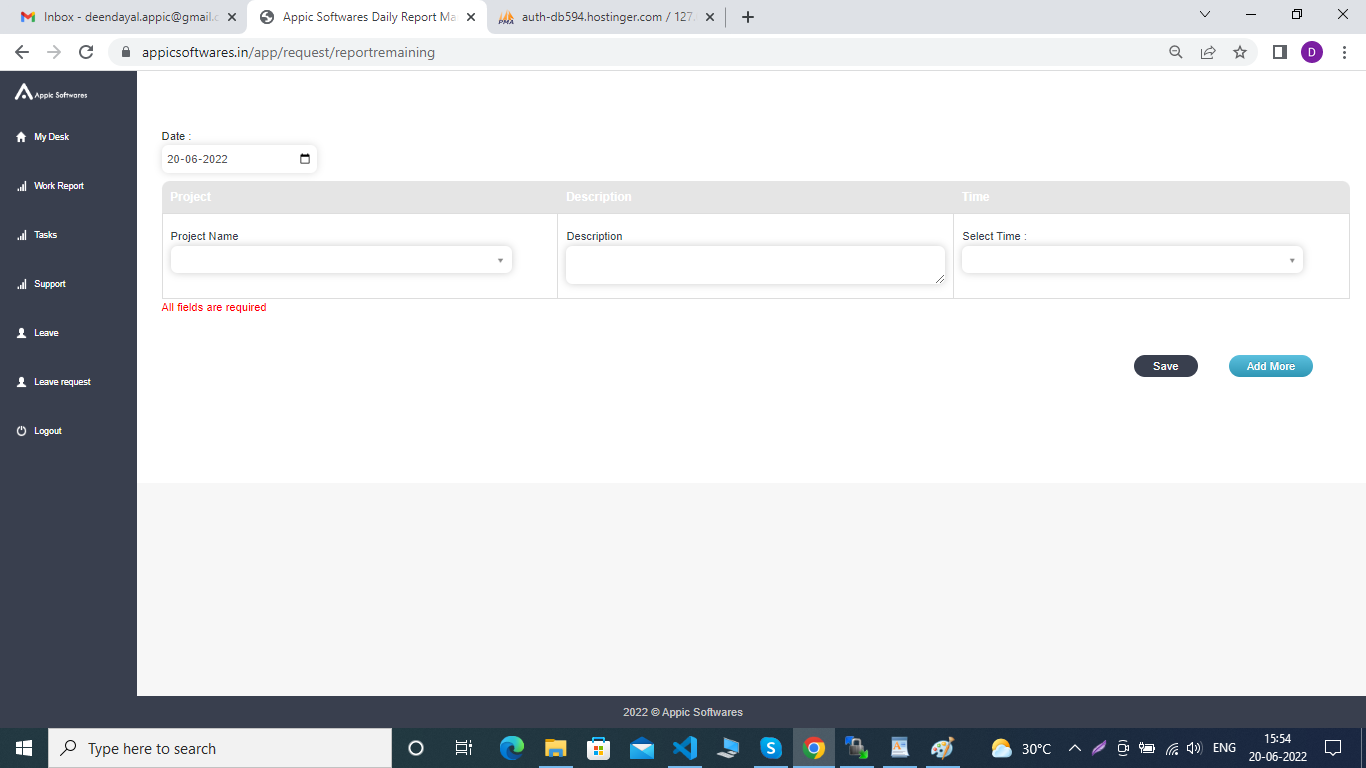 Inbox - deendayal.appic@gmail.c
Appic Softwares Daily Report Ma
auth-db594.hostinger.com / 127.
appicsoftwares.in/app/request/reportremaining
D
Appic Softwares
My Desk
Work Report
Tasks
Support
Leave
Leave request
Logout
Date :
20-06-2022
Project Description Time
Project Name Description Select Time :
All fields are required
Save Add More
2022 © Appic Softwares
Type here to search
30°C
ENG
15:54
20-06-2022